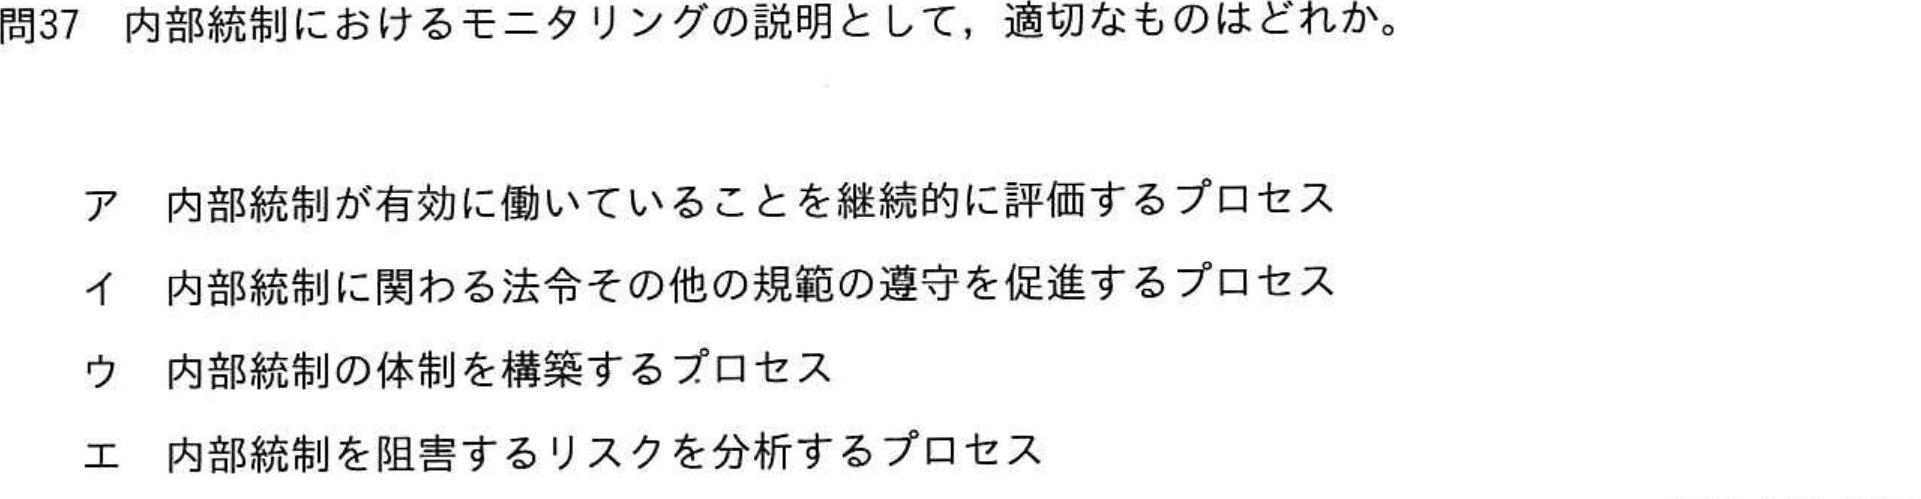 問37　内部統制におけるモニタリングの説明として，適切なものはどれか。
ア　内部統制が有効に働いていることを継続的に評価するプロセス
イ　内部統制に関わる法令その他の規範の遵守を促進するプロセス
ウ　内部統制の体制を構築するプロセス
エ　内部統制を阻害するリスクを分析するプロセス